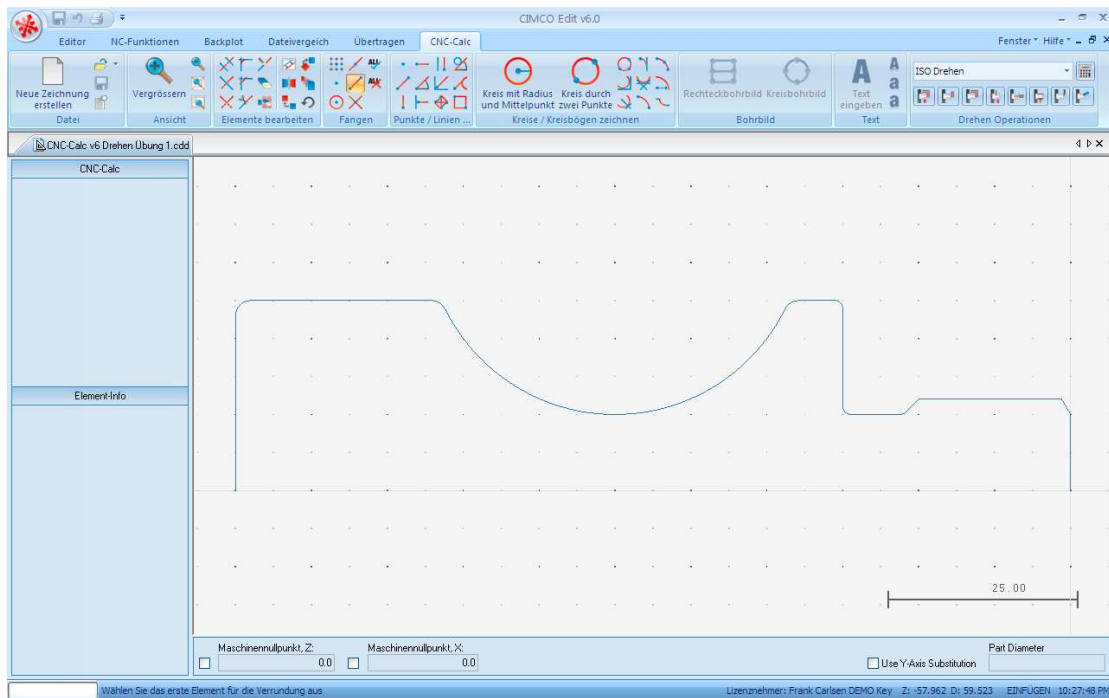 CIMCO Edit v6.0
Editor NC-Funktionen Backplot Dateivergeich Übertragen CNC-Calc Fenster Hilfe
Neue Zeichnung erstellen
Vergrössern
Kreis mit Radius und Mittelpunkt
Kreis durch zwei Punkte
Rechteckbohrbild Kreisbohrbild
Text eingeben
A
a
a
ISO Drehen
Datei Ansicht Elemente bearbeiten Fangen Punkte / Linien ... Kreise / Kreisbögen zeichnen Bohrbild Text Drehen Operationen
CNC-Calc v6 Drehen Übung 1.cdd
CNC-Calc
Element-Info
25.00
Maschinennullpunkt, Z: Maschinennullpunkt, X: Part Diameter
0.0 0.0 Use Y-Axis Substitution
Wählen Sie das erste Element für die Verrundung aus Lizenznehmer: Frank Carlsen DEMO Key Z: -57.962 D: 59.523 EINFÜGEN 10:27:48 PM